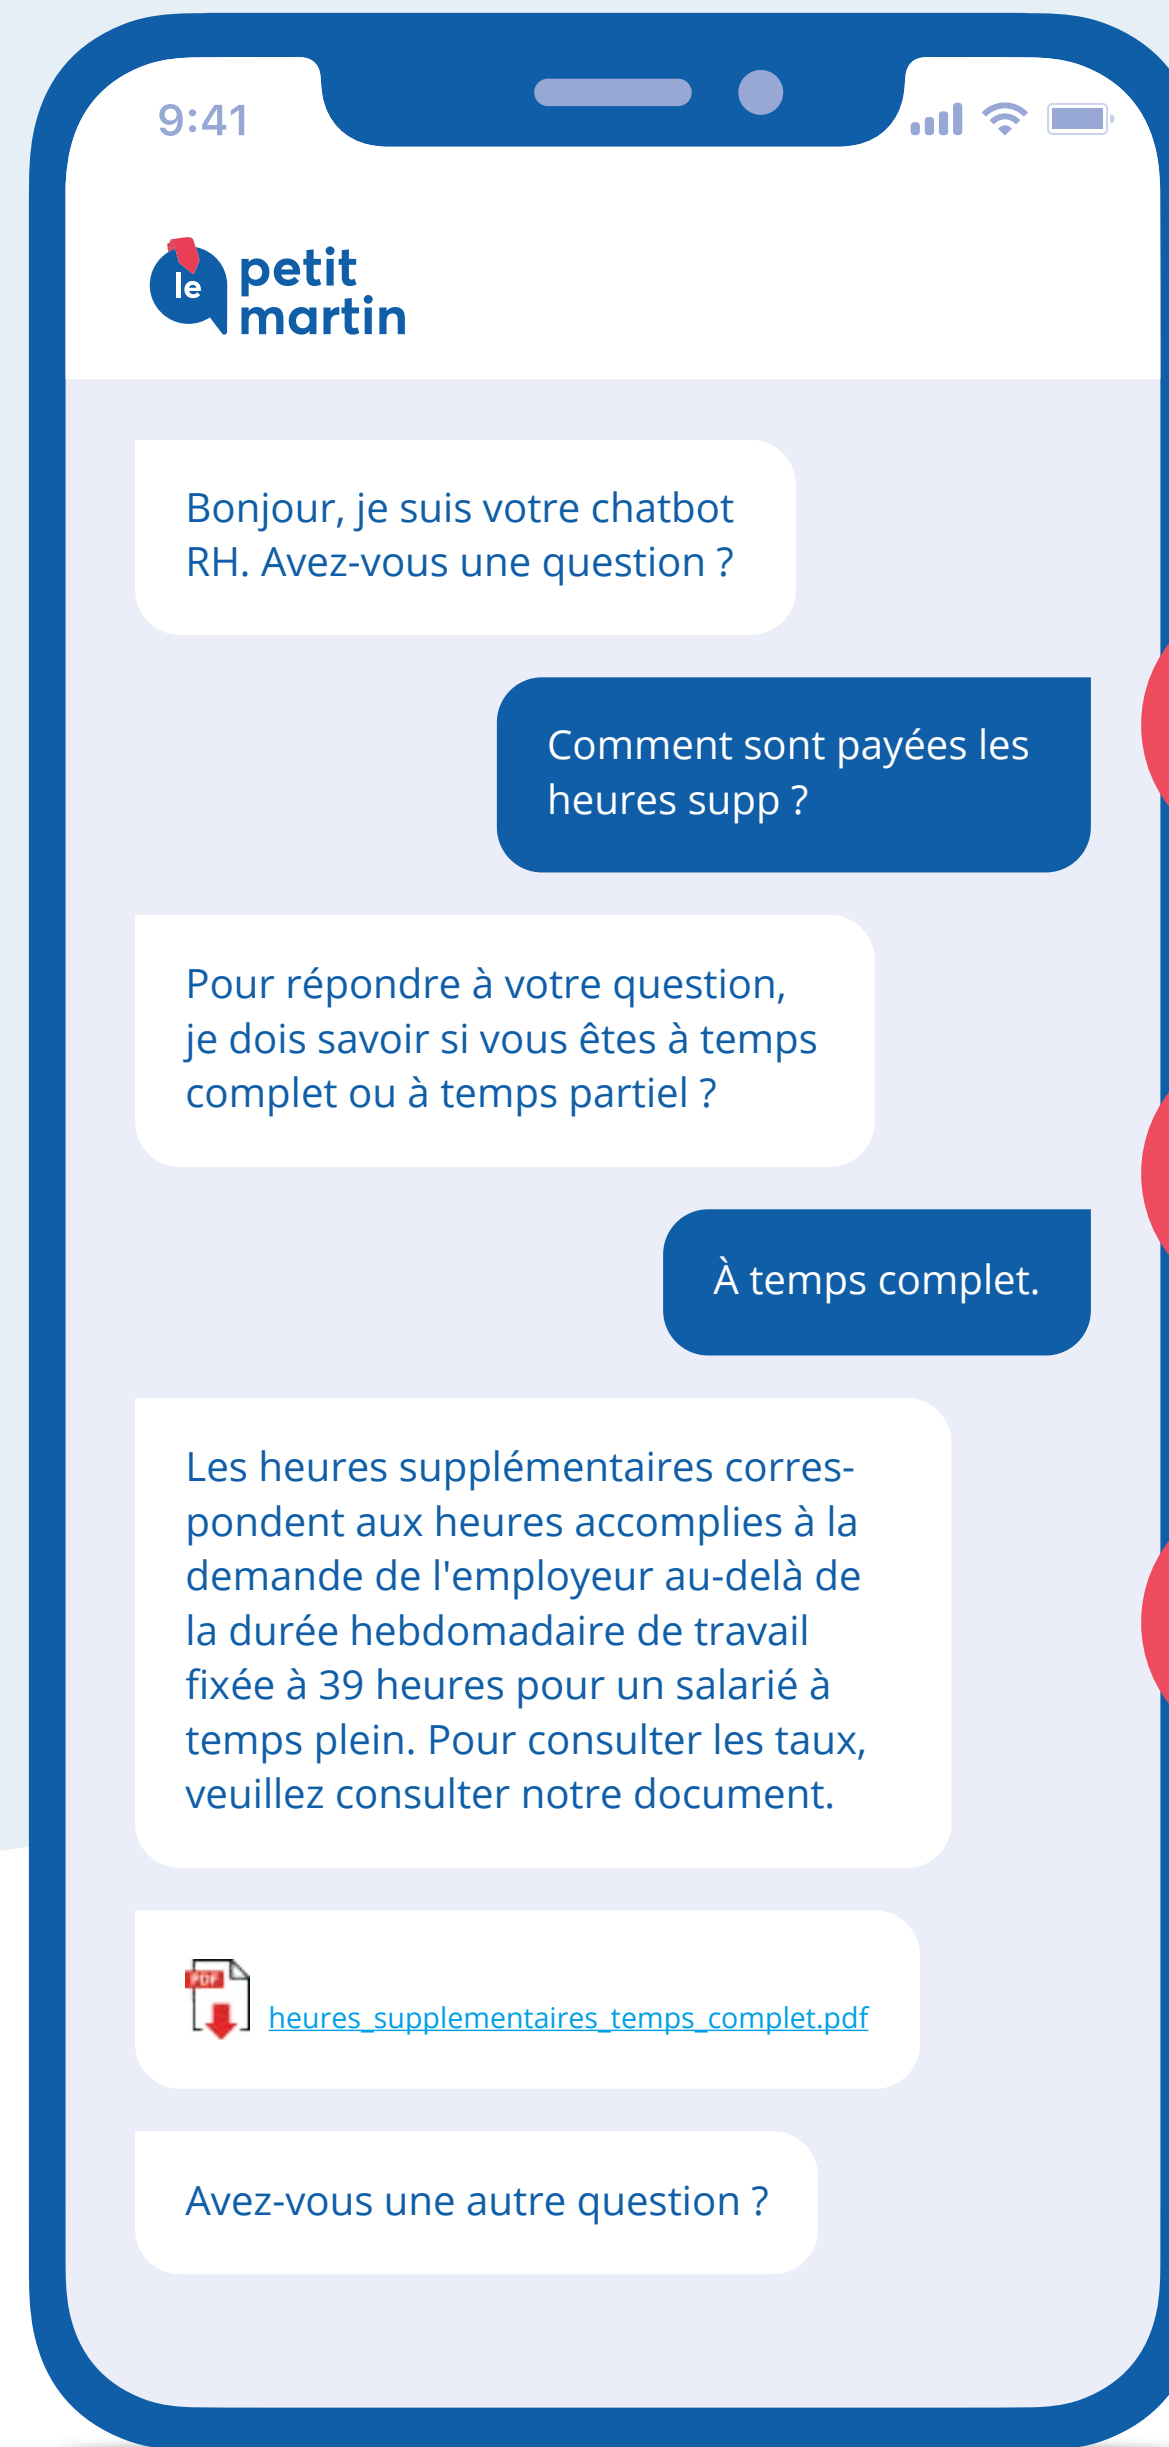 9:41
le
petit
martin
Bonjour, je suis votre chatbot
RH. Avez-vous une question ?
Comment sont payées les
heures supp ?
Pour répondre à votre question,
je dois savoir si vous êtes à temps
complet ou à temps partiel ?
À temps complet.
Les heures supplémentaires corres-
pondent aux heures accomplies à la
demande de l'employeur au-delà de
la durée hebdomadaire de travail
fixée à 39 heures pour un salarié à
temps plein. Pour consulter les taux,
veuillez consulter notre document.
PDF
heures_supplementaires_temps_complet.pdf
Avez-vous une autre question ?